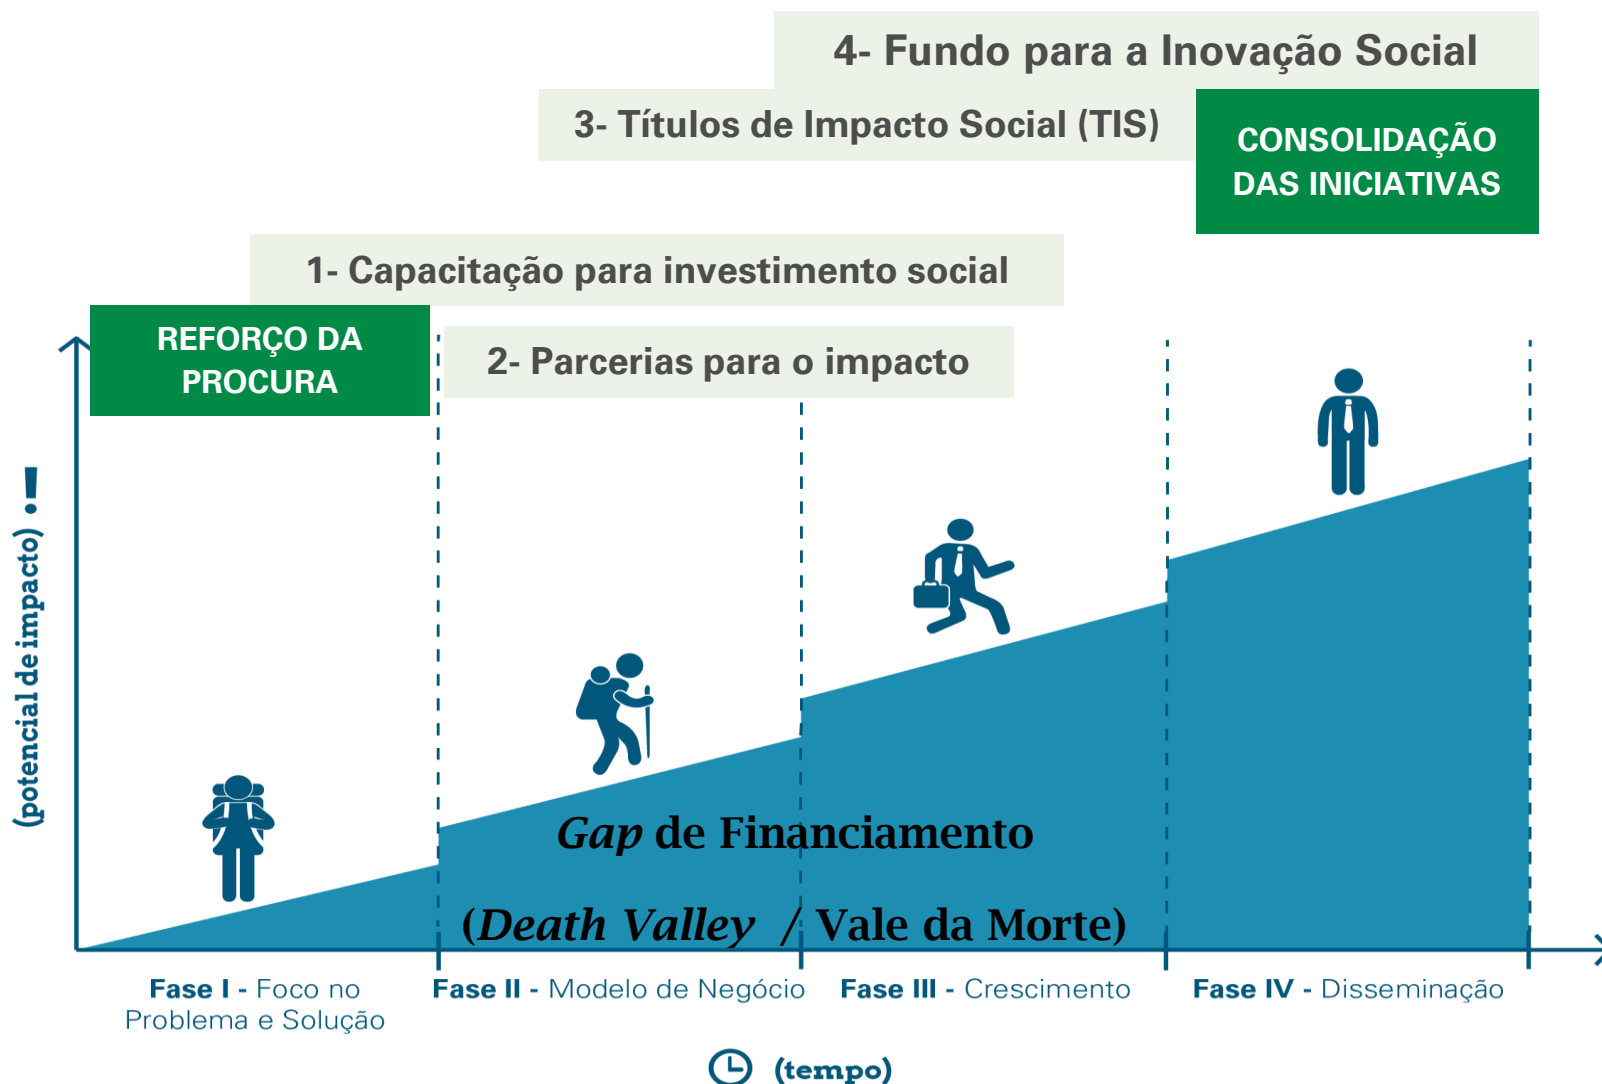 4- Fundo para a Inovação Social
3- Títulos de Impacto Social (TIS)
CONSOLIDAÇÃO
DAS INICIATIVAS
1- Capacitação para investimento social
REFORÇO DA
PROCURA
2- Parcerias para o impacto
(potencial de impacto) !
Gap de Financiamento
(Death Valley / Vale da Morte)
Fase I - Foco no
Problema e Solução
Fase II - Modelo de Negócio
Fase III - Crescimento
Fase IV - Disseminação
(tempo)